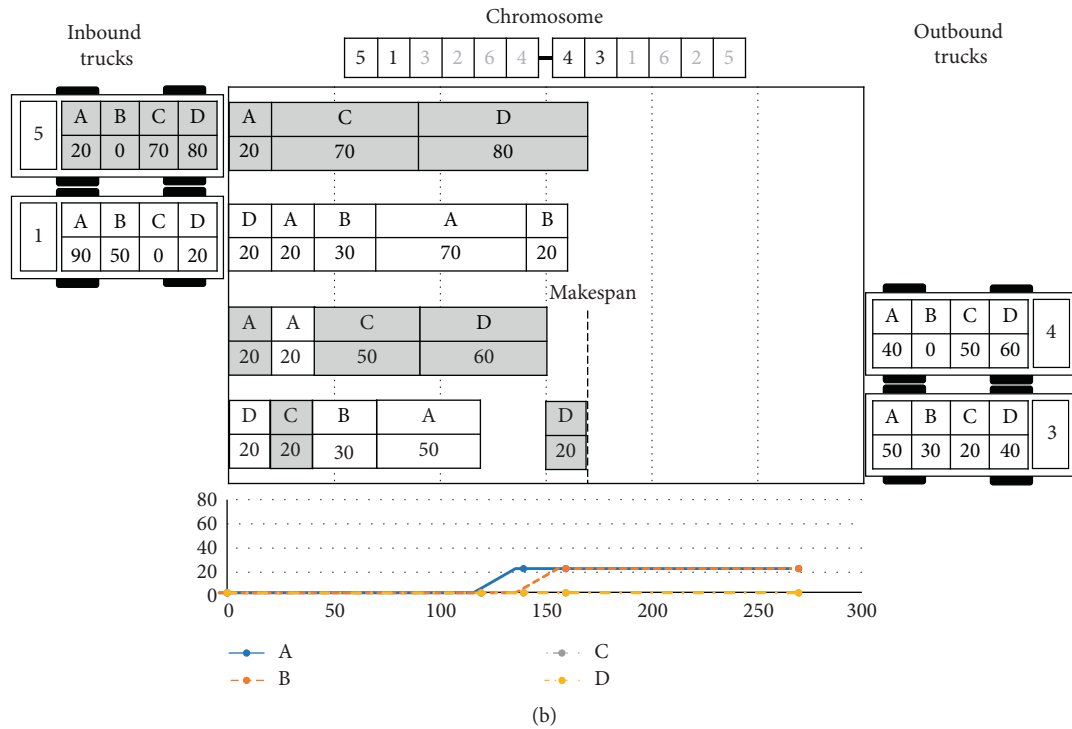 Chromosome
Inbound trucks
Outbound trucks
5 1 3 2 6 4 4 3 1 6 2 5
5 A B C D
20 0 70 80
A C D
20 70 80
1 A B C D
90 50 0 20
D A B A B
20 20 30 70 20
Makespan
A A C D
20 20 50 60
A B C D 4
40 0 50 60
D C B A D
20 20 30 50 20
A B C D 3
50 30 20 40
80
60
40
20
0
0 50 100 150 200 250 300
A C
B D
(b)